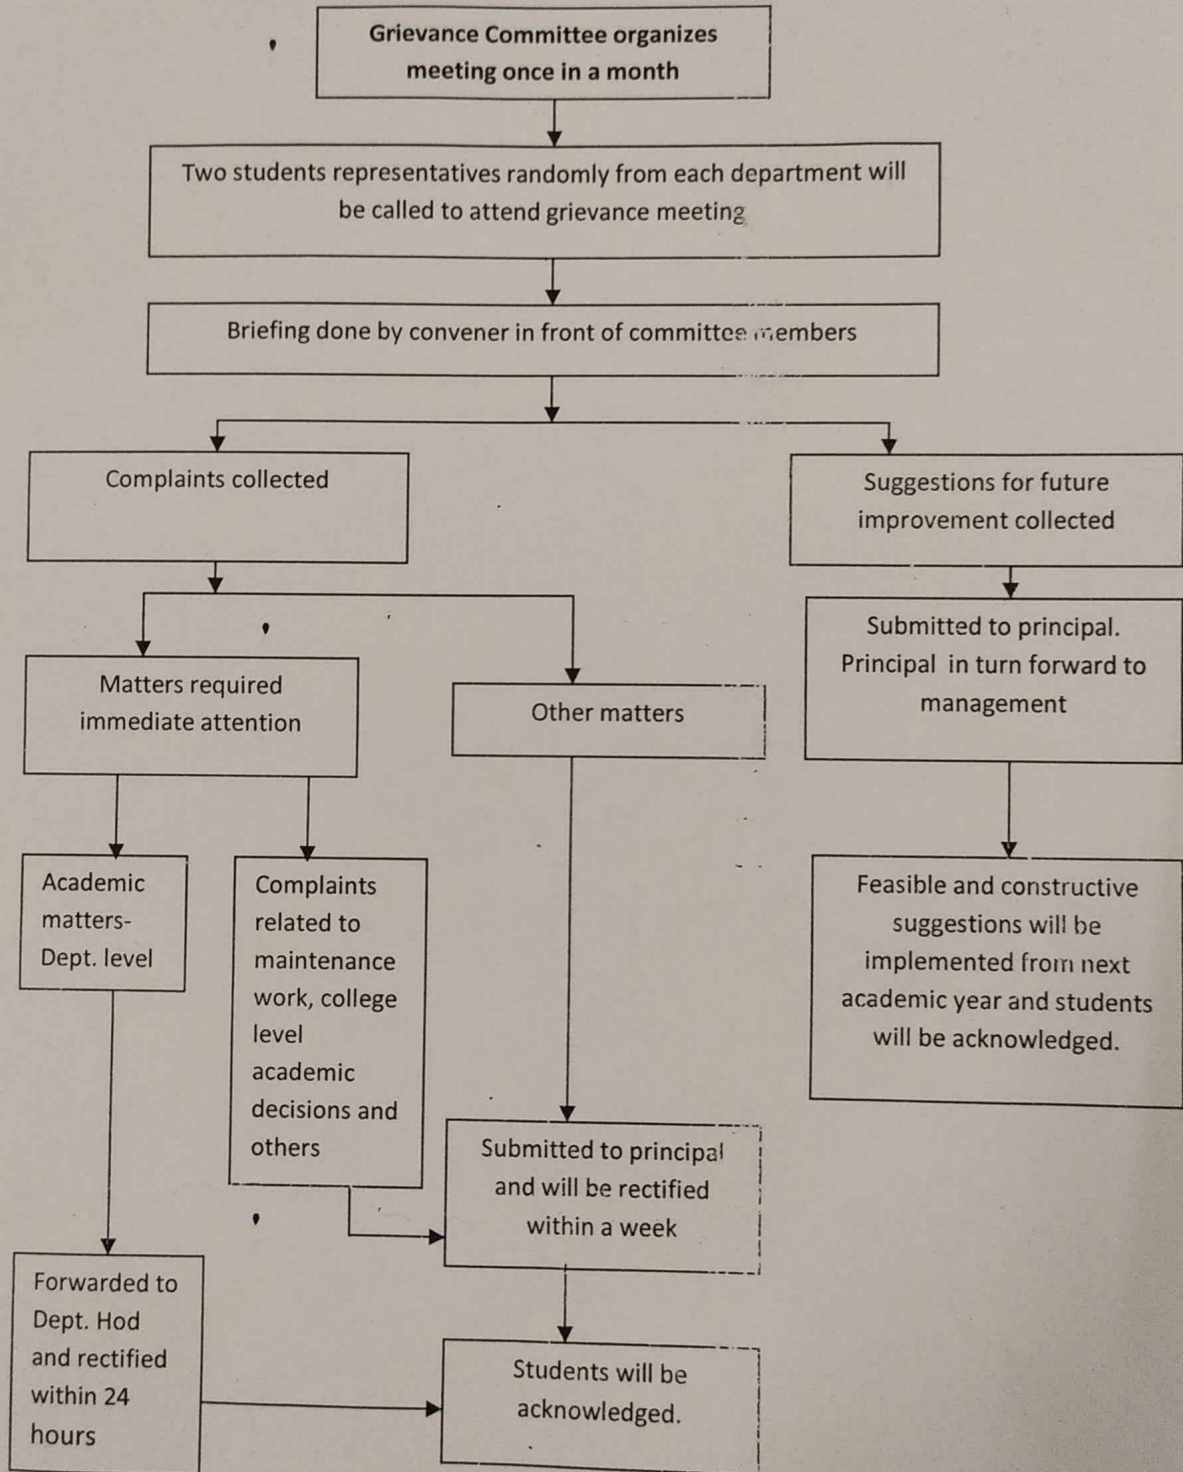 Grievance Committee organizes
meeting once in a month
Two students representatives randomly from each department will
be called to attend grievance meeting
Briefing done by convener in front of committee members
Complaints collected
Suggestions for future
improvement collected
Matters required
immediate attention
Other matters
Submitted to principal.
Principal in turn forward to
management
Academic
matters-
Dept. level
Complaints
related to
maintenance
work, college
level
academic
decisions and
others
Feasible and constructive
suggestions will be
implemented from next
academic year and students
will be acknowledged.
Submitted to principal
and will be rectified
within a week
Forwarded to
Dept. Hod
and rectified
within 24
hours
Students will be
acknowledged.